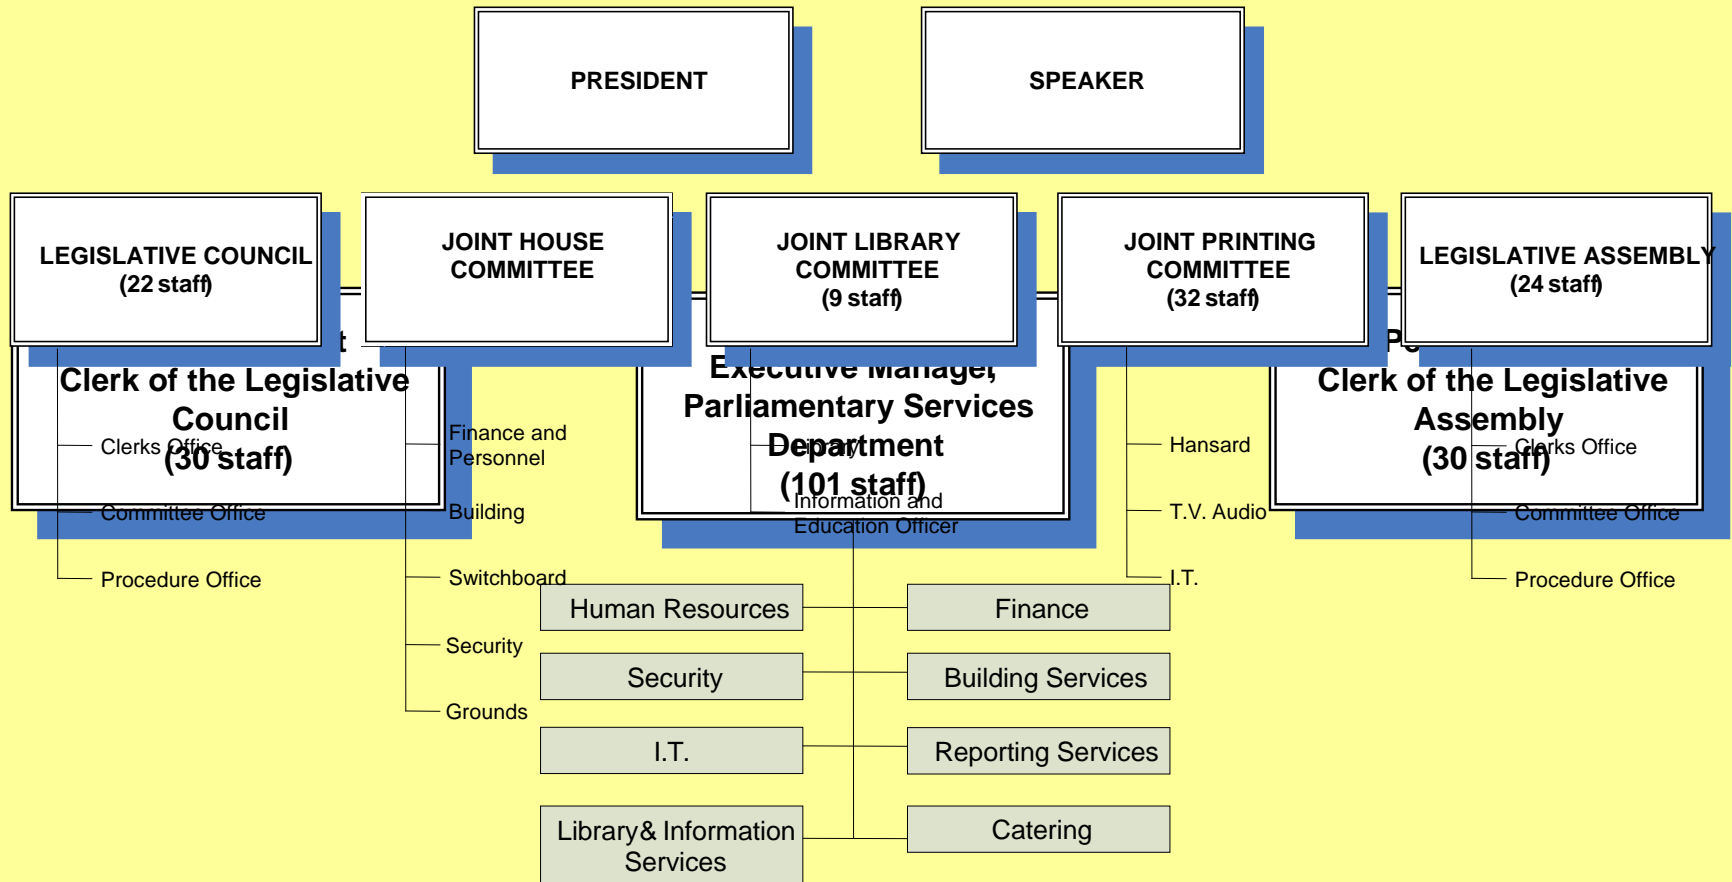 PRESIDENT
SPEAKER
LEGISLATIVE COUNCIL
(22 staff)
JOINT HOUSE
COMMITTEE
JOINT LIBRARY
COMMITTEE
(9 staff)
JOINT PRINTING
COMMITTEE
(32 staff)
LEGISLATIVE ASSEMBLY
(24 staff)
Clerk of the Legislative
Council
(30 staff)
Executive Manager,
Parliamentary Services
Department
(101 staff)
Clerk of the Legislative
Assembly
(30 staff)
Clerks Office
Committee Office
Procedure Office
Finance and
Personnel
Building
Switchboard
Security
Grounds
Library
Information and
Education Officer
Hansard
T.V. Audio
I.T.
Clerks Office
Committee Office
Procedure Office
Human Resources
Finance
Security
Building Services
I.T.
Reporting Services
Library& Information
Services
Catering